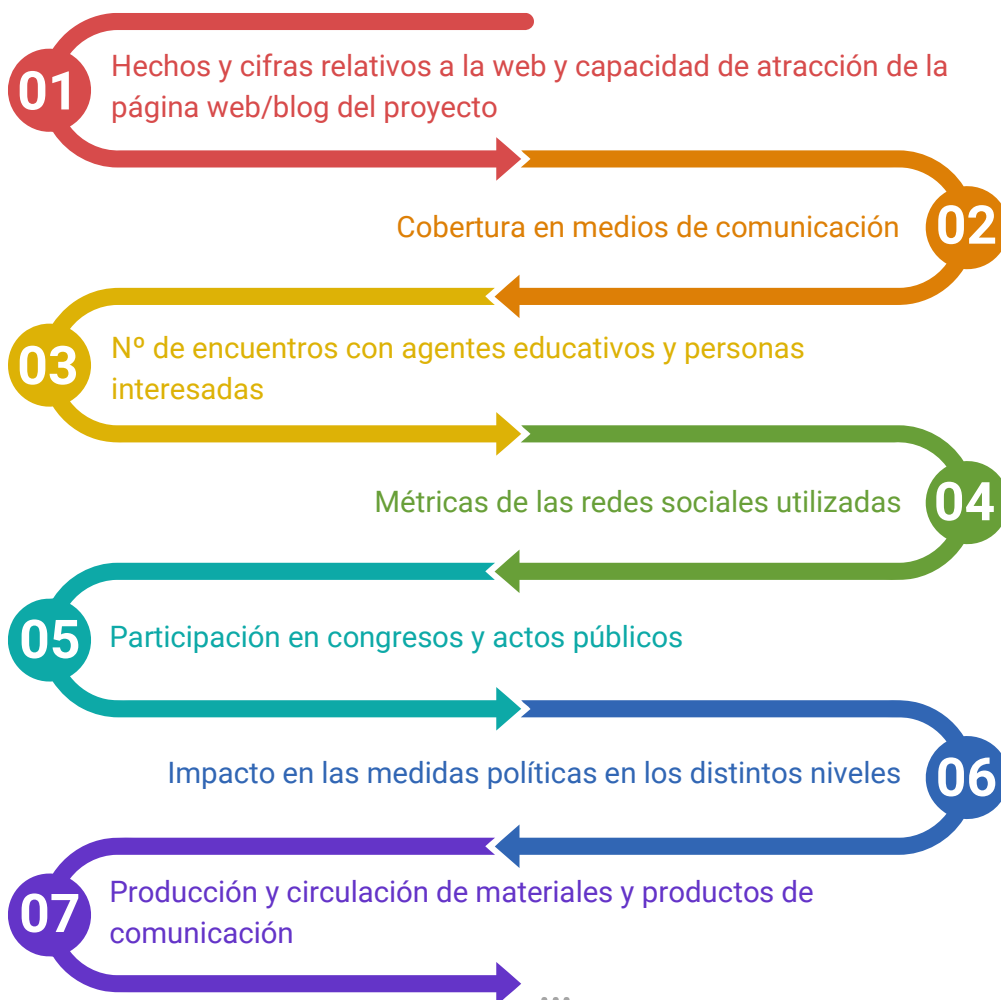 01
Hechos y cifras relativos a la web y capacidad de atracción de la
página web/blog del proyecto
Cobertura en medios de comunicación
02
03
Nº de encuentros con agentes educativos y personas
interesadas
Métricas de las redes sociales utilizadas
04
05
Participación en congresos y actos públicos
Impacto en las medidas políticas en los distintos niveles
06
07
Producción y circulación de materiales y productos de
comunicación
...